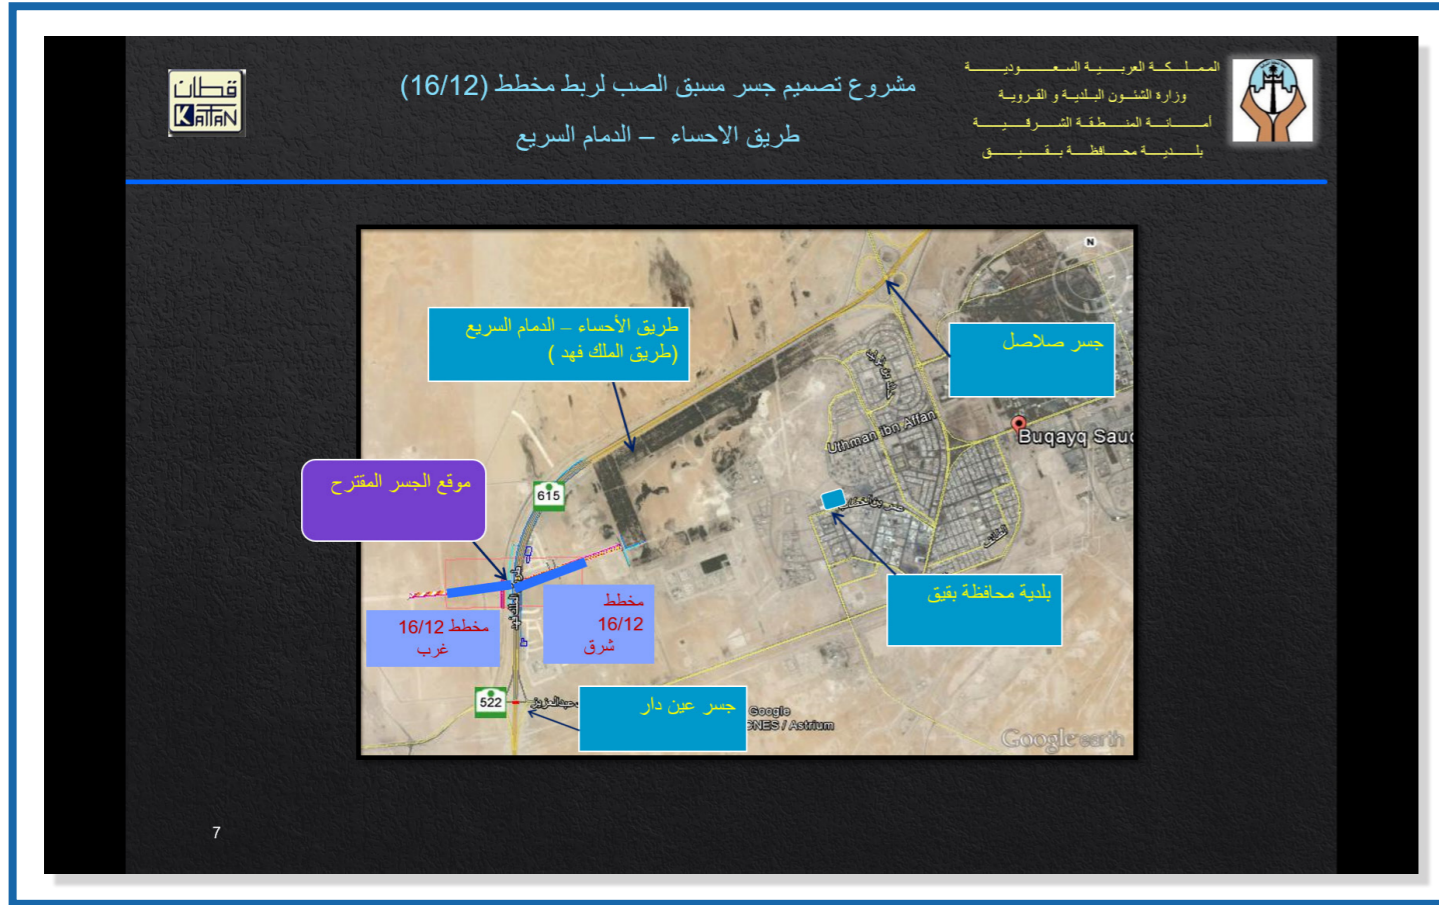 المملكة العربية السعودية
وزارة الشئون البلدية و القروية
أمانة المنطقة الشرقية
بلدية محافظة بقيق
مشروع تصميم جسر مسبق الصب لربط مخطط (16/12)
طريق الاحساء – الدمام السريع
قطان
KATTAN
N
طريق الأحساء – الدمام السريع
(طريق الملك فهد )
جسر صلاصل
Uthman Ibn Affan
Buqayq Saud
موقع الجسر المقترح
615
بلدية محافظة بقيق
مخطط
16/12
شرق
مخطط 16/12
غرب
522
جسر عين دار
Google
CNES / Astrium
Google earth
7